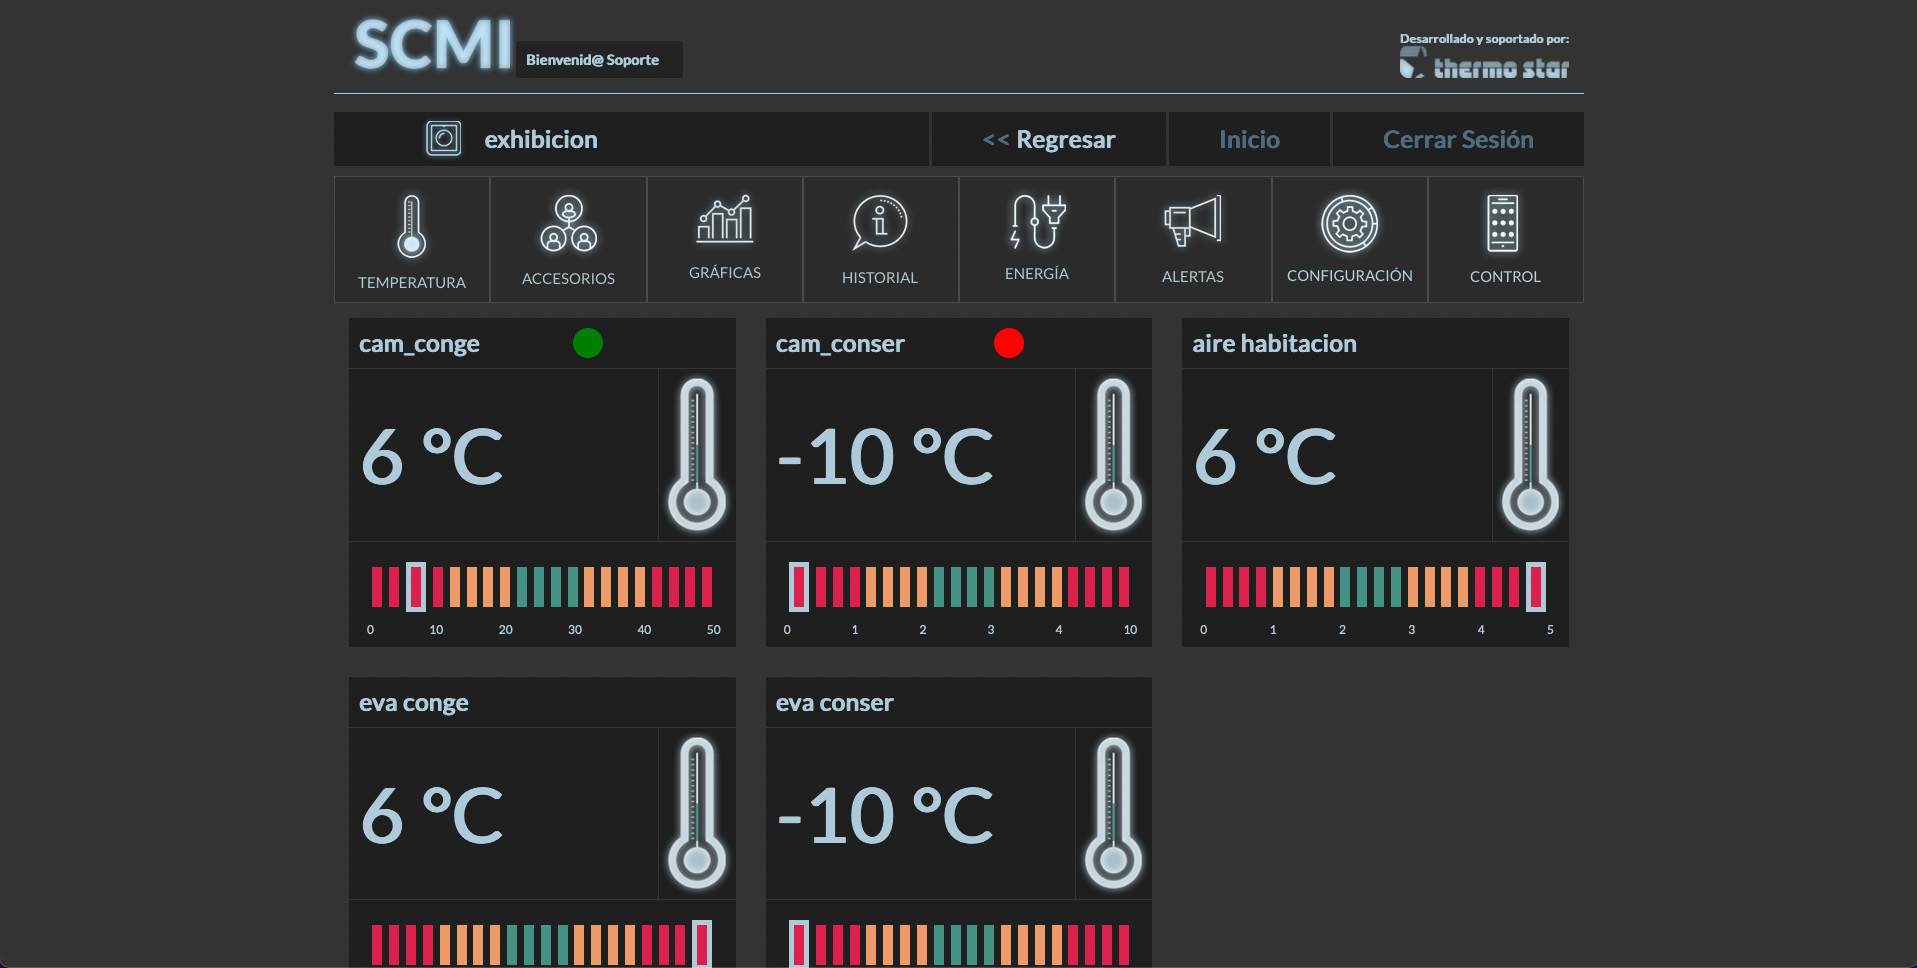 SCMI
Bienvenid@ Soporte
Desarrollado y soportado por:
thermo star
exhibicion
<< Regresar
Inicio
Cerrar Sesión
TEMPERATURA
ACCESORIOS
GRÁFICAS
HISTORIAL
ENERGÍA
ALERTAS
CONFIGURACIÓN
CONTROL
cam_conge
6 °C
0 10 20 30 40 50
cam_conser
-10 °C
0 1 2 3 4 10
aire habitacion
6 °C
0 1 2 3 4 5
eva conge
6 °C
eva conser
-10 °C